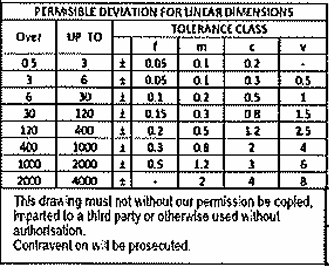 PERMISSIBLE DEVIATION FOR LINEAR DIMENSIONS
Over UP TO TOLERANCE CLASS
f m c v
0.5 3 ± 0.05 0.1 0.2 -
3 6 ± 0.05 0.1 0.3 0.5
6 30 ± 0.1 0.2 0.5 1
30 120 ± 0.15 0.3 0.8 1.5
120 400 ± 0.2 0.5 1.2 2.5
400 1000 ± 0.3 0.8 2 4
1000 2000 ± 0.5 1.2 3 6
2000 4000 ± - 2 4 8
This drawing must not without our permission be copied,
imparted to a third party or otherwise used without
authorisation.
Contravention will be prosecuted.